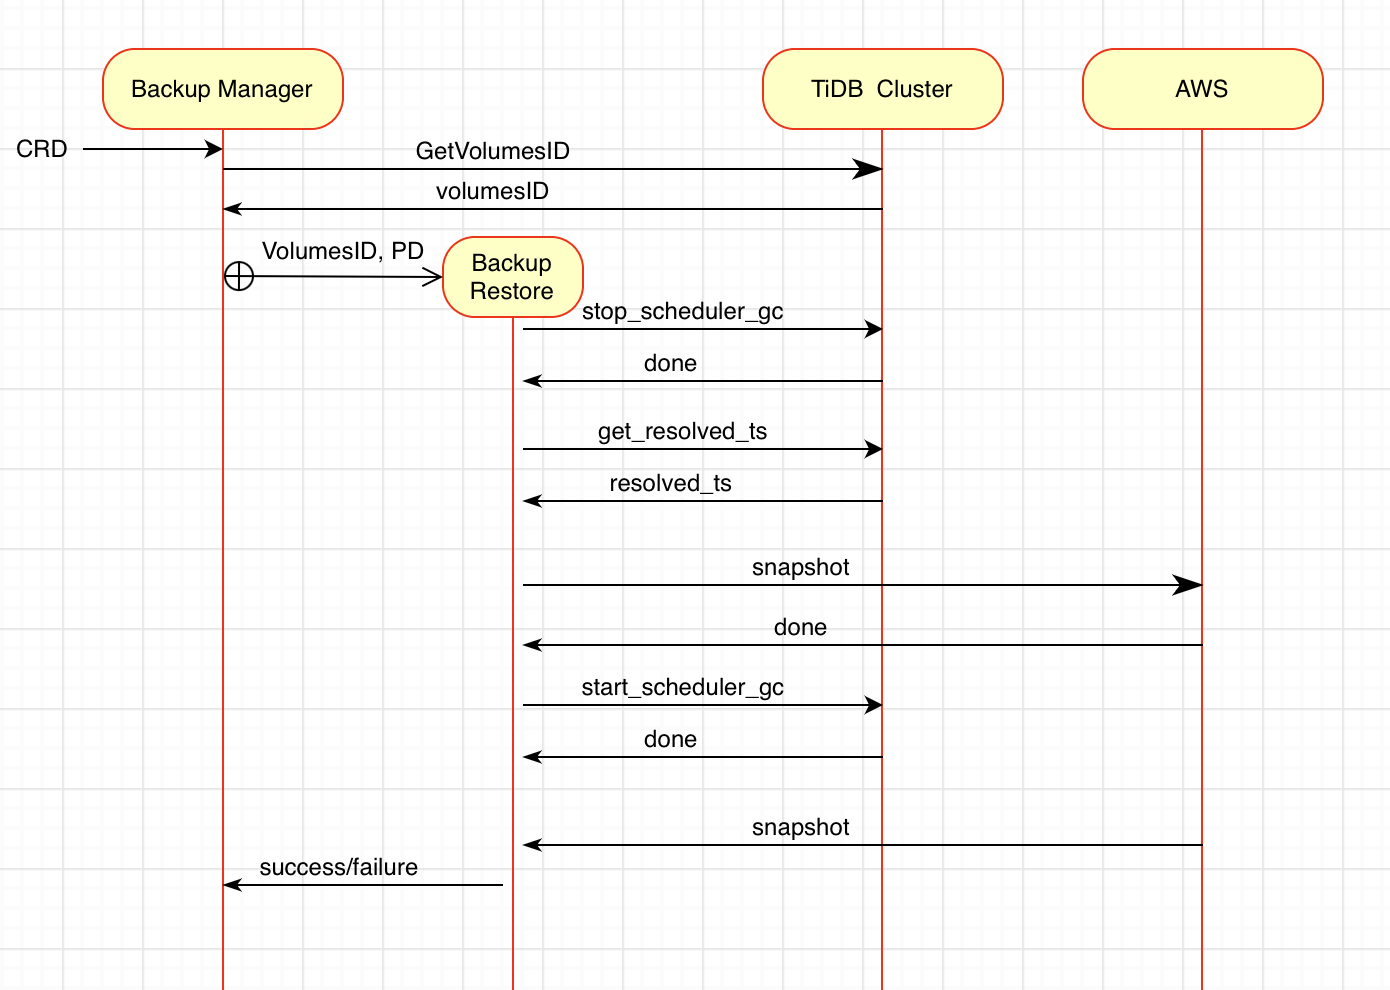 Backup Manager
TiDB  Cluster
AWS
CRD
GetVolumesID
volumesID
VolumesID, PD
Backup
Restore
stop_scheduler_gc
done
get_resolved_ts
resolved_ts
snapshot
done
start_scheduler_gc
done
snapshot
success/failure